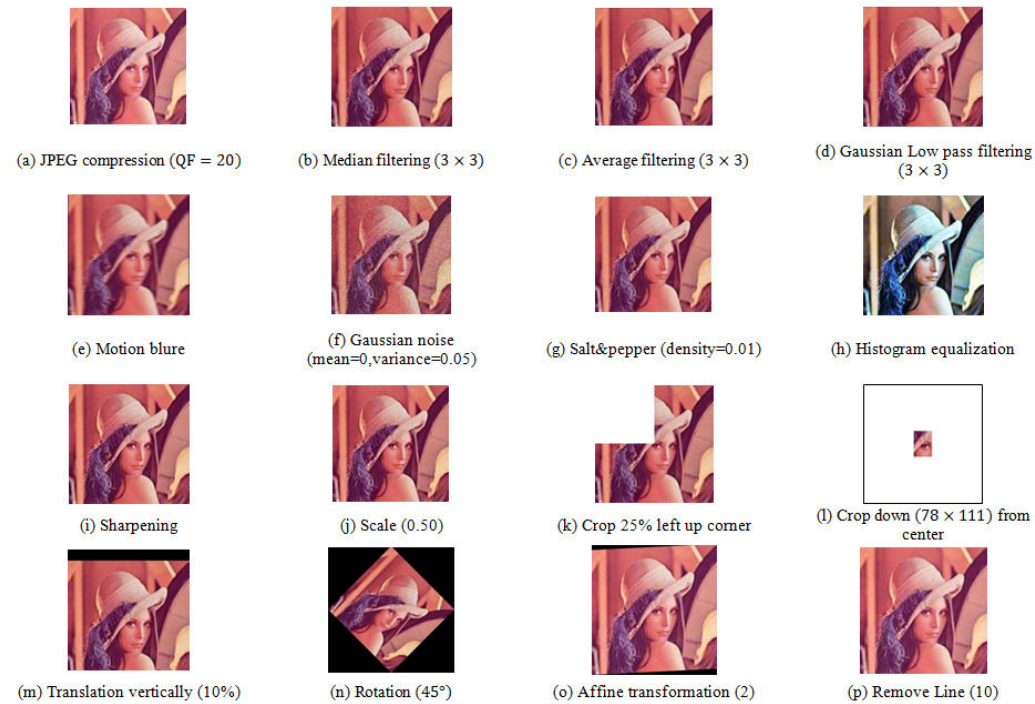 (a) JPEG compression (QF = 20)
(b) Median filtering (3 × 3)
(c) Average filtering (3 × 3)
(d) Gaussian Low pass filtering
(3 × 3)
(e) Motion blure
(f) Gaussian noise
(mean=0,variance=0.05)
(g) Salt&pepper (density=0.01)
(h) Histogram equalization
(i) Sharpening
(j) Scale (0.50)
(k) Crop 25% left up corner
(l) Crop down (78 × 111) from
center
(m) Translation vertically (10%)
(n) Rotation (45°)
(o) Affine transformation (2)
(p) Remove Line (10)